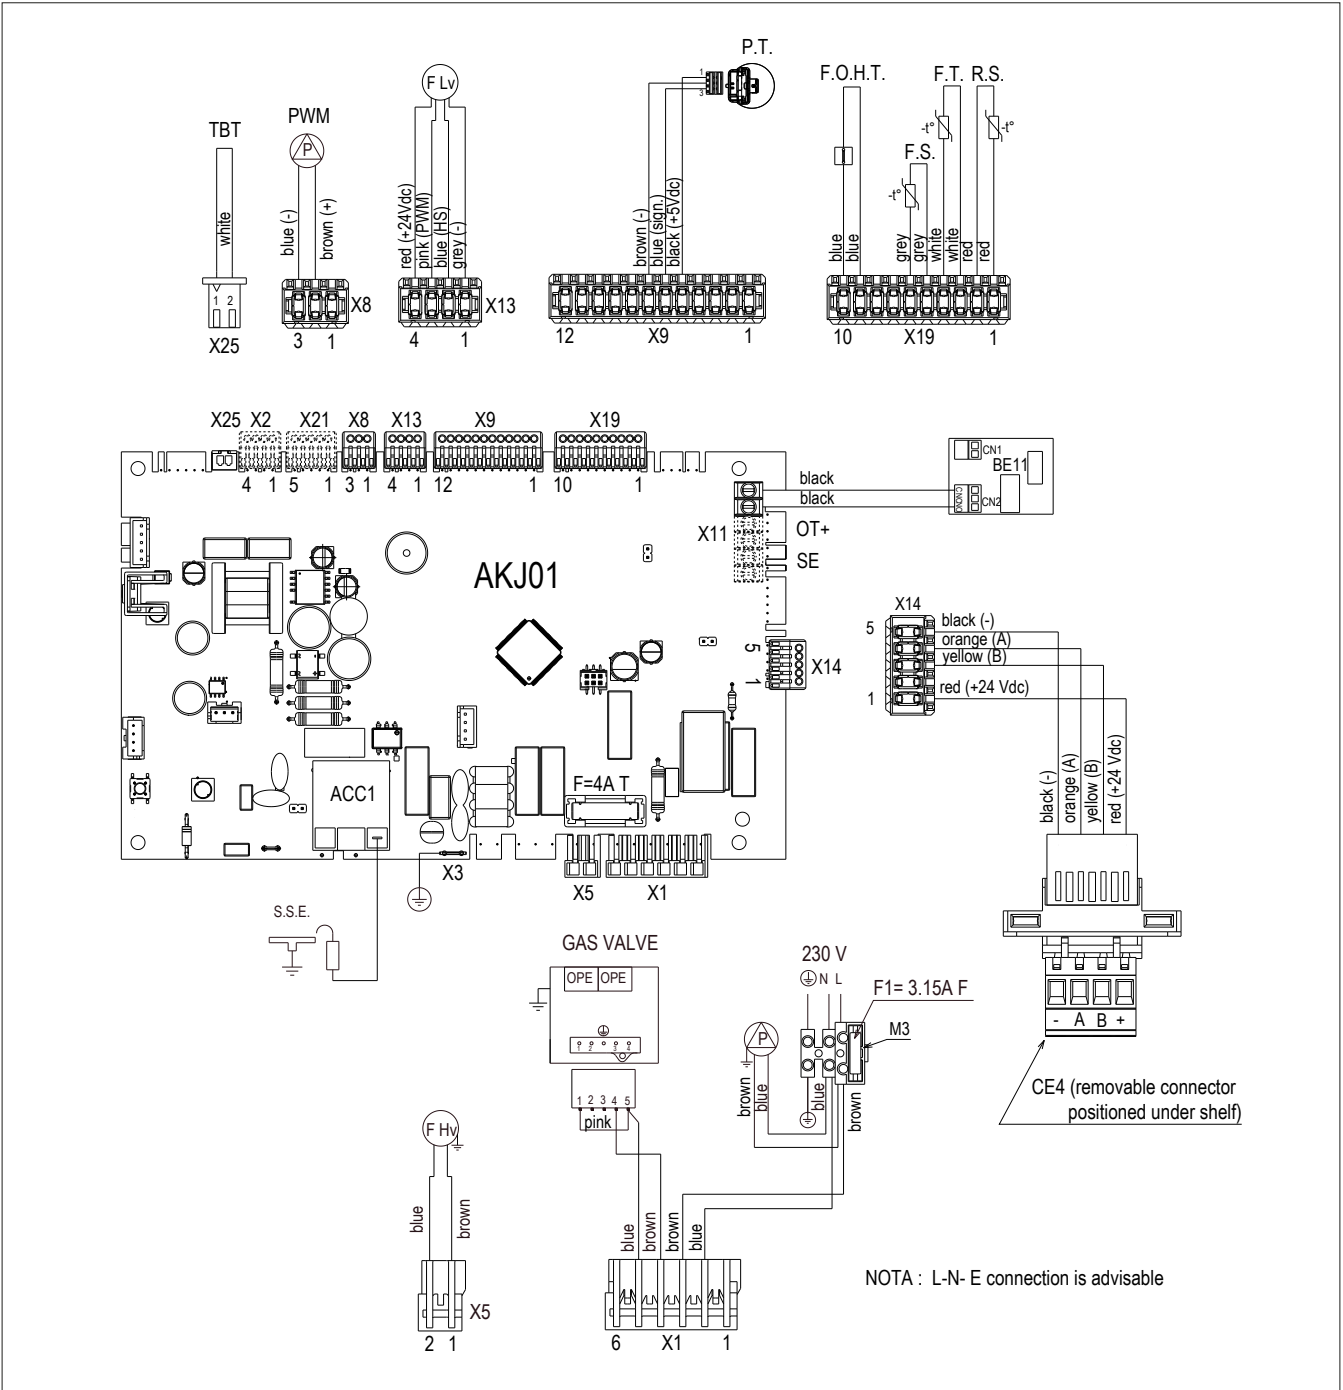 P.T.
F Lv
F.O.H.T.
F.T. R.S.
PWM
TBT
P
1
3
-t°
-t°
F.S.
-t°
white
blue (-)
brown (+)
red (+24Vdc)
pink (PWM)
blue (HS)
grey (-)
brown (-)
blue (sign.)
black (+5Vdc)
blue
blue
grey
grey
white
white
red
red
1 2
X8
X13
X25
3 1
4 1
12 X9 1
10 X19 1
X25 X2 X21 X8 X13 X9 X19
4 1 5 1 3 1 4 1 12 1 10 1
black
black
CN1
BE11
CN2
X11
OT+
SE
AKJ01
X14
5
1
black (-)
orange (A)
yellow (B)
red (+24 Vdc)
5
1
X14
black (-)
orange (A)
yellow (B)
red (+24 Vdc)
F=4A T
ACC1
X3
X5 X1
S.S.E.
GAS VALVE
OPE OPE
1 2 3 4
1 2 3 4 5
pink
230 V
N L
F1= 3.15A F
M3
P
brown
blue
blue
brown
- A B +
CE4 (removable connector
positioned under shelf)
F Hv
blue
brown
X5
2 1
blue
brown
brown
blue
6 X1 1
NOTA : L-N- E connection is advisable